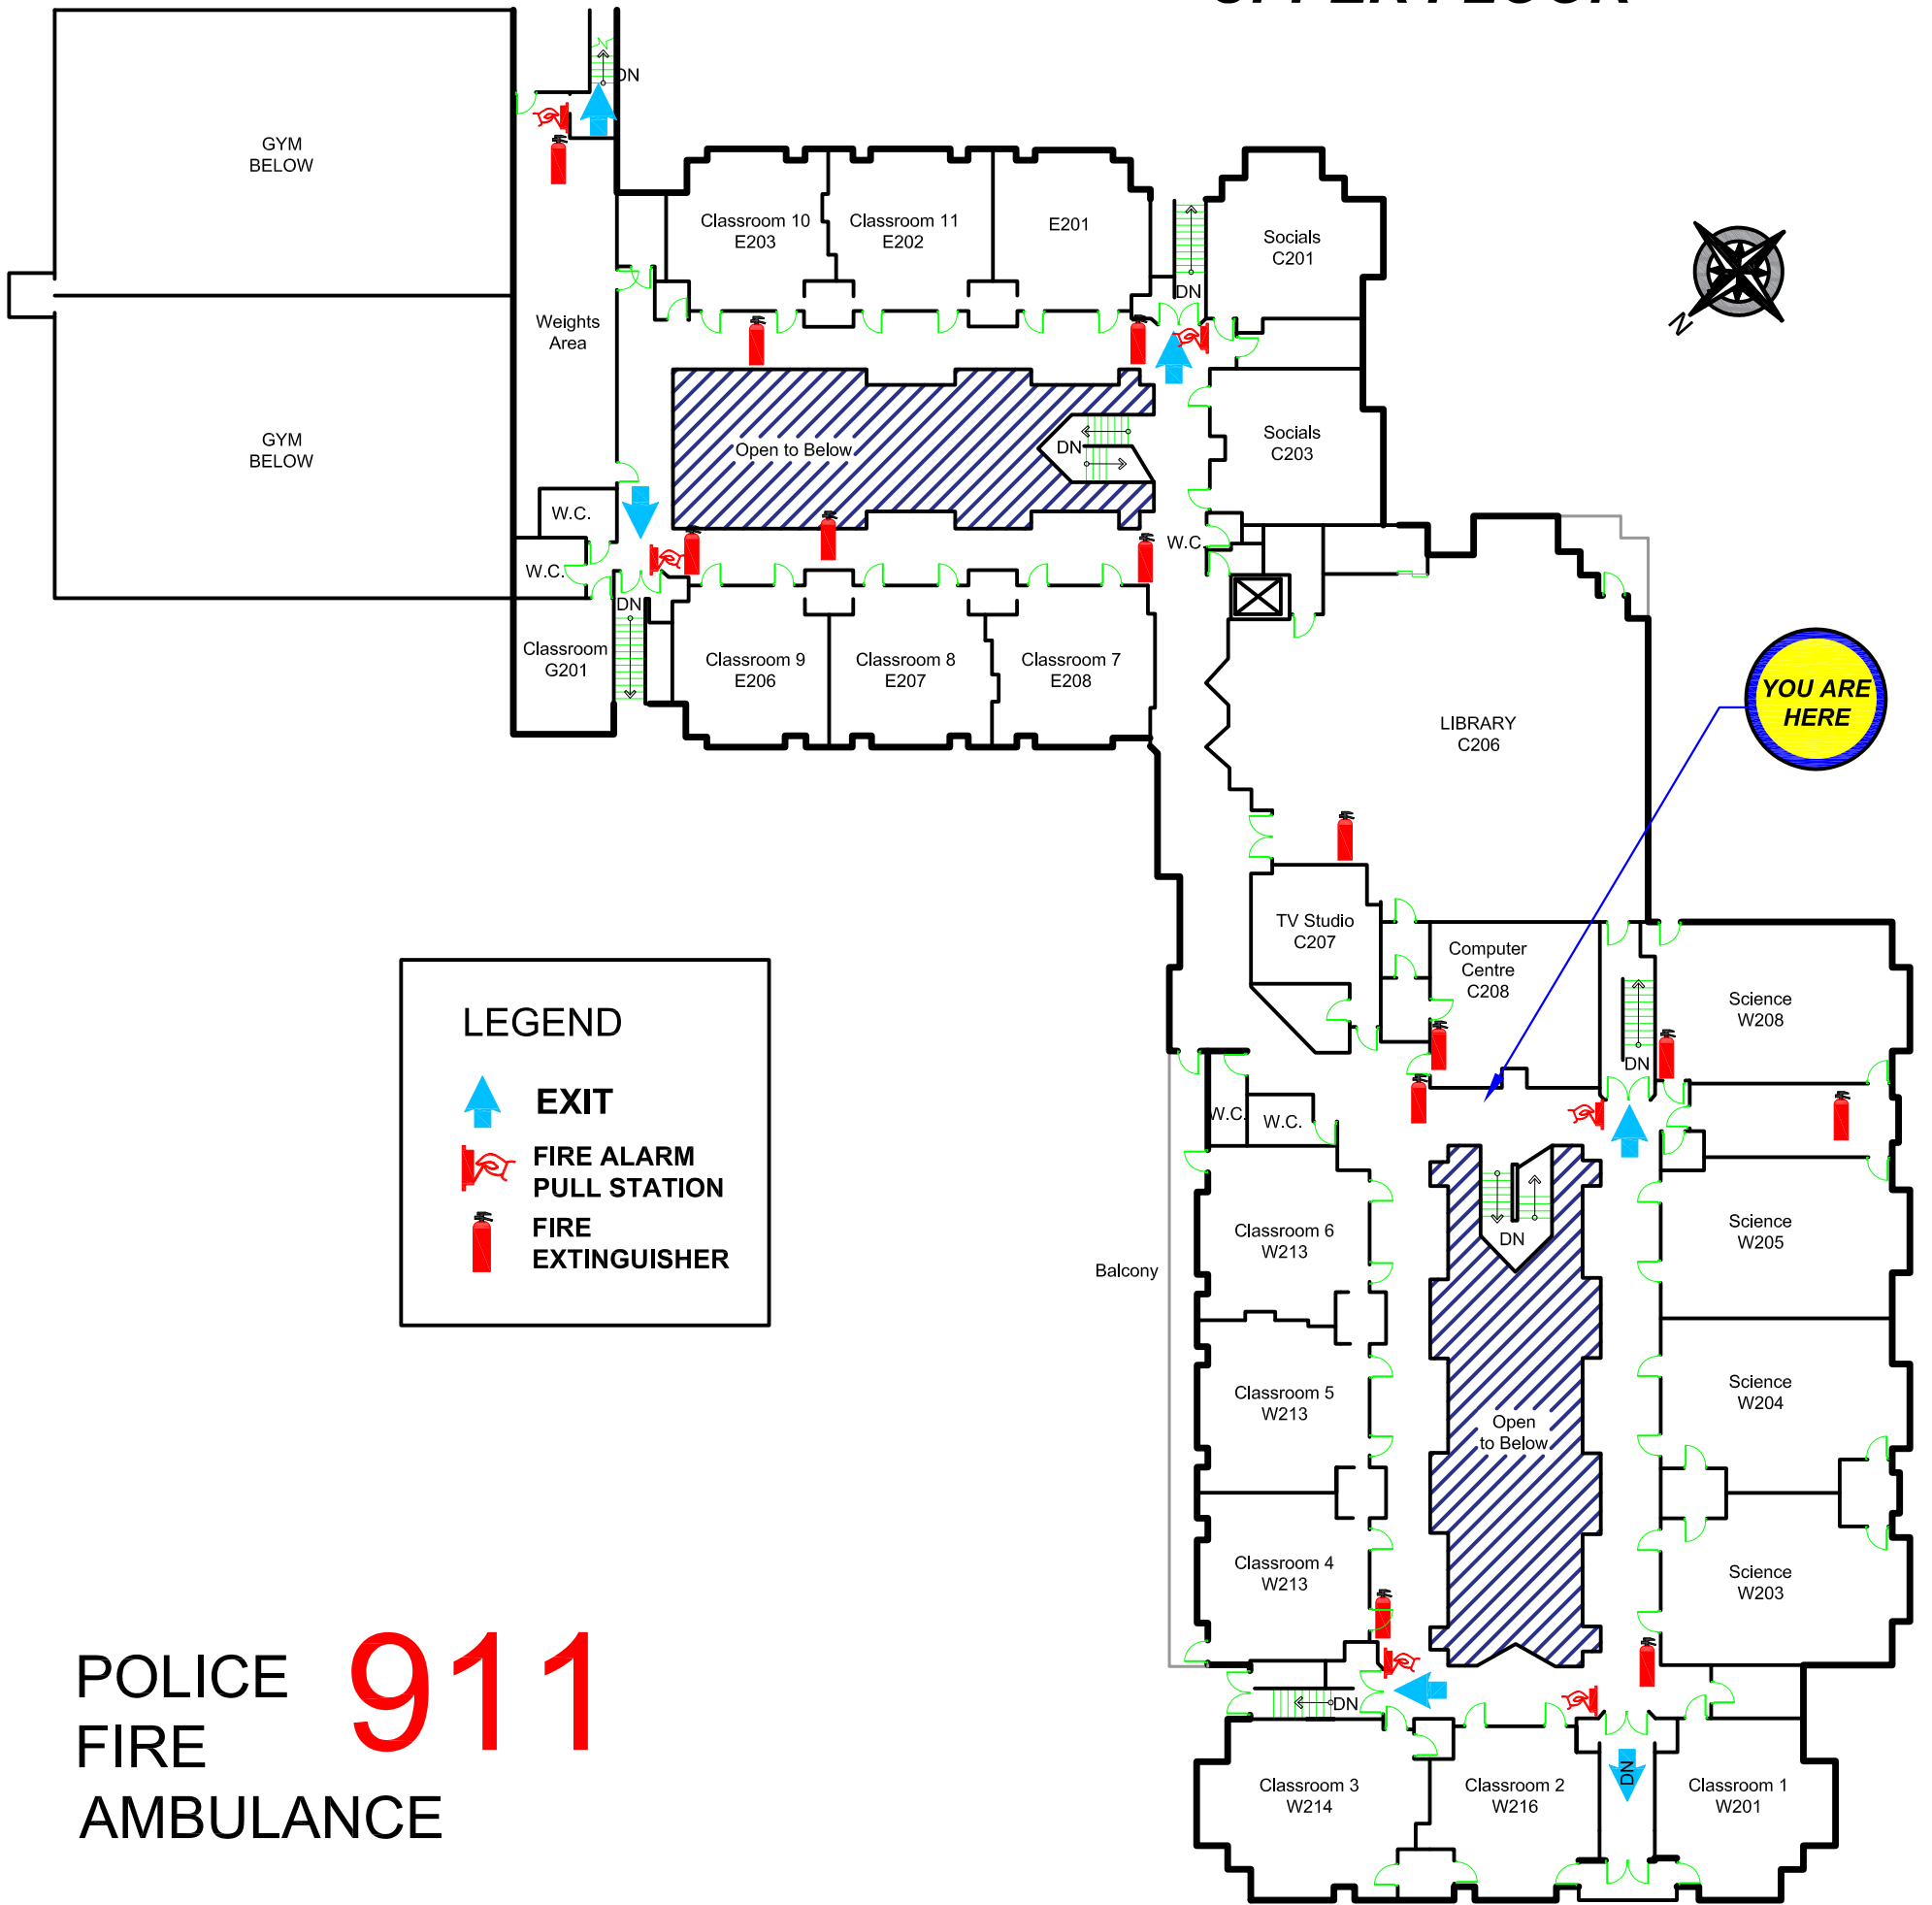 UPPER FLOOR
DN
GYM
BELOW
Classroom 10
E203
Classroom 11
E202
E201
Socials
C201
DN
N
Weights
Area
GYM
BELOW
Open to Below
DN
Socials
C203
W.C.
W.C.
W.C.
DN
Classroom
G201
Classroom 9
E206
Classroom 8
E207
Classroom 7
E208
LIBRARY
C206
YOU ARE
HERE
TV Studio
C207
Computer
Centre
C208
Science
W208
DN
LEGEND
EXIT
FIRE ALARM
PULL STATION
FIRE
EXTINGUISHER
W.C.
W.C.
Classroom 6
W213
DN
Science
W205
Balcony
Classroom 5
W213
Open
to Below
Science
W204
Classroom 4
W213
Science
W203
DN
Classroom 3
W214
Classroom 2
W216
DN
Classroom 1
W201
POLICE
FIRE
AMBULANCE
911